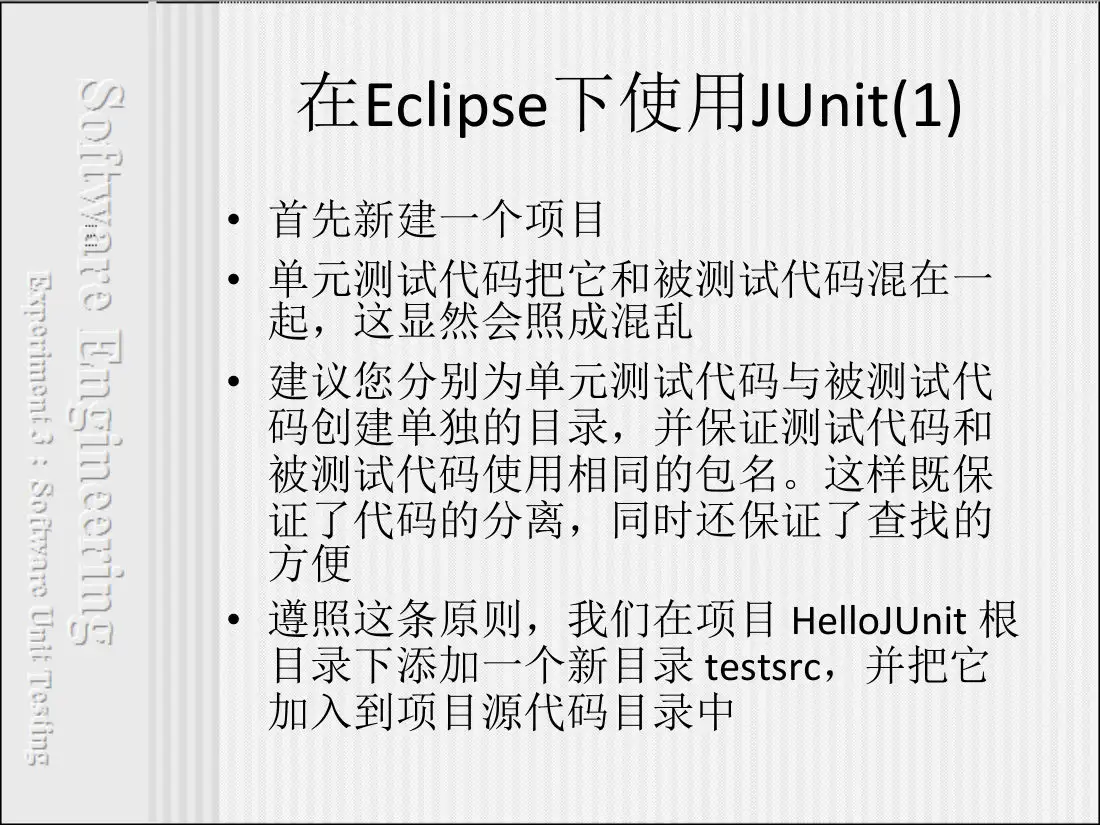 在Eclipse下使用JUnit(1)
• 首先新建一个项目
• 单元测试代码把它和被测试代码混在一
起，这显然会照成混乱
• 建议您分别为单元测试代码与被测试代
码创建单独的目录，并保证测试代码和
被测试代码使用相同的包名。这样既保
证了代码的分离，同时还保证了查找的
方便
• 遵照这条原则，我们在项目 HelloJUnit 根
目录下添加一个新目录 testsrc，并把它
加入到项目源代码目录中
Software Engineering
Experiment 3 : Software Unit Testing